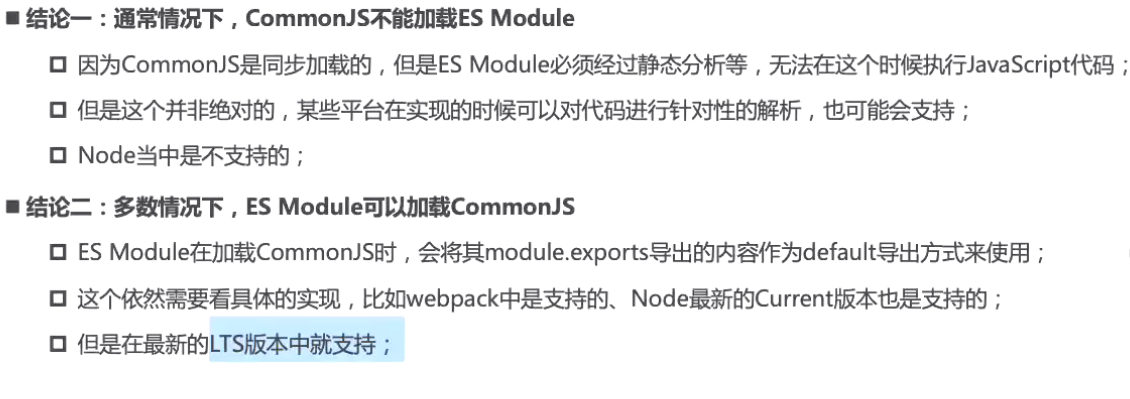 结论一：通常情况下，CommonJS不能加载ES Module
因为CommonJS是同步加载的，但是ES Module必须经过静态分析等，无法在这个时候执行JavaScript代码；
但是这个并非绝对的，某些平台在实现的时候可以对代码进行针对性的解析，也可能会支持；
Node当中是不支持的；
结论二：多数情况下，ES Module可以加载CommonJS
ES Module在加载CommonJS时，会将其module.exports导出的内容作为default导出方式来使用；
这个依然需要看具体的实现，比如webpack中是支持的、Node最新的Current版本也是支持的；
但是在最新的LTS版本中就支持；